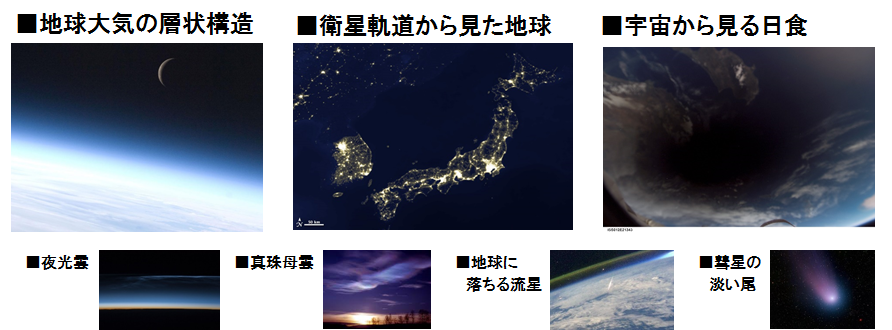 ■地球大気の層状構造
■衛星軌道から見た地球
■宇宙から見る日食
■夜光雲
■真珠母雲
■地球に
落ちる流星
■彗星の
淡い尾